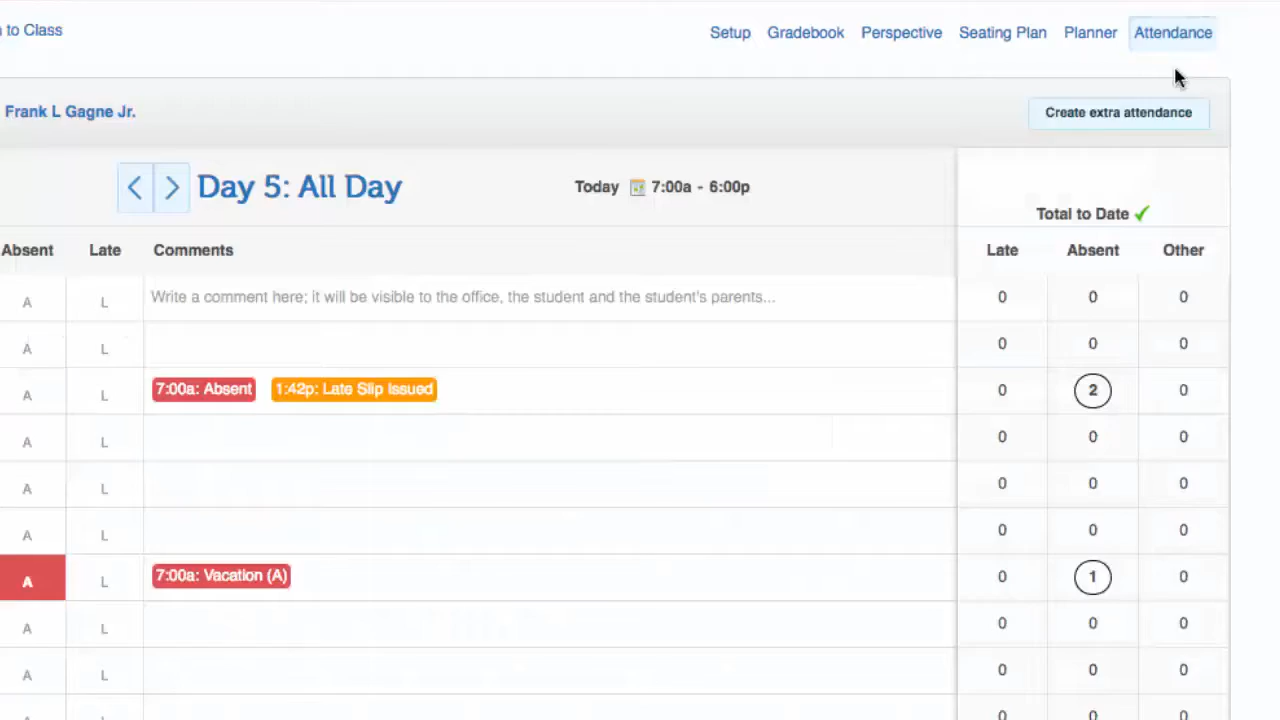 to Class
Setup Gradebook Perspective Seating Plan Planner Attendance
Frank L Gagne Jr.
Create extra attendance
Day 5: All Day
Today 7:00a - 6:00p
Total to Date
Absent Late Comments Late Absent Other
A L Write a comment here; it will be visible to the office, the student and the student's parents... 0 0 0
A L 0 0 0
A L 7:00a: Absent 1:42p: Late Slip Issued 0 2 0
A L 0 0 0
A L 0 0 0
A L 0 0 0
A L 7:00a: Vacation (A) 0 1 0
A L 0 0 0
A L 0 0 0
0 0 0